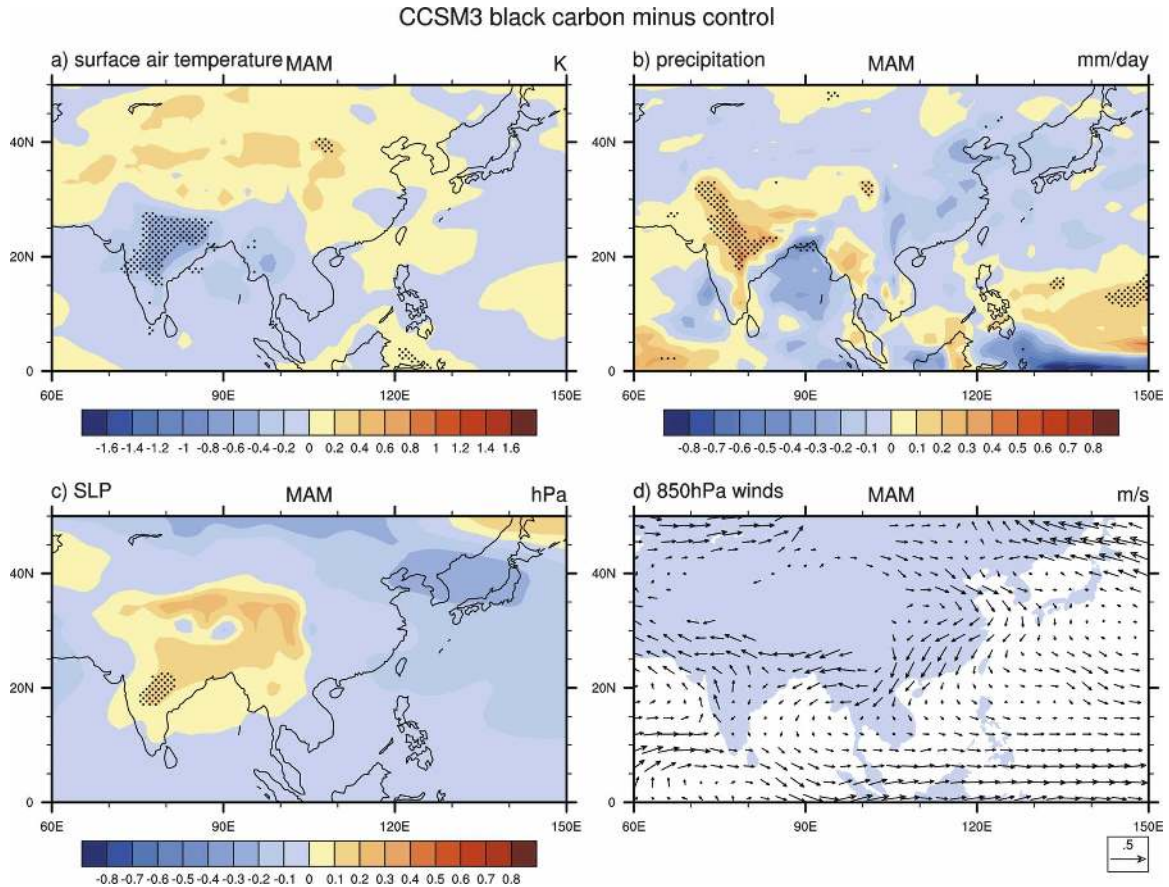 CCSM3 black carbon minus control
a) surface air temperature MAM K
b) precipitation MAM mm/day
40N
20N
0
60E 90E 120E 150E
40N
20N
0
60E 90E 120E 150E
-1.6 -1.4 -1.2 -1 -0.8 -0.6 -0.4 -0.2 0 0.2 0.4 0.6 0.8 1 1.2 1.4 1.6
-0.8 -0.7 -0.6 -0.5 -0.4 -0.3 -0.2 -0.1 0 0.1 0.2 0.3 0.4 0.5 0.6 0.7 0.8
c) SLP MAM hPa
d) 850hPa winds MAM m/s
40N
20N
0
60E 90E 120E 150E
40N
20N
0
60E 90E 120E 150E
-0.8 -0.7 -0.6 -0.5 -0.4 -0.3 -0.2 -0.1 0 0.1 0.2 0.3 0.4 0.5 0.6 0.7 0.8
.5